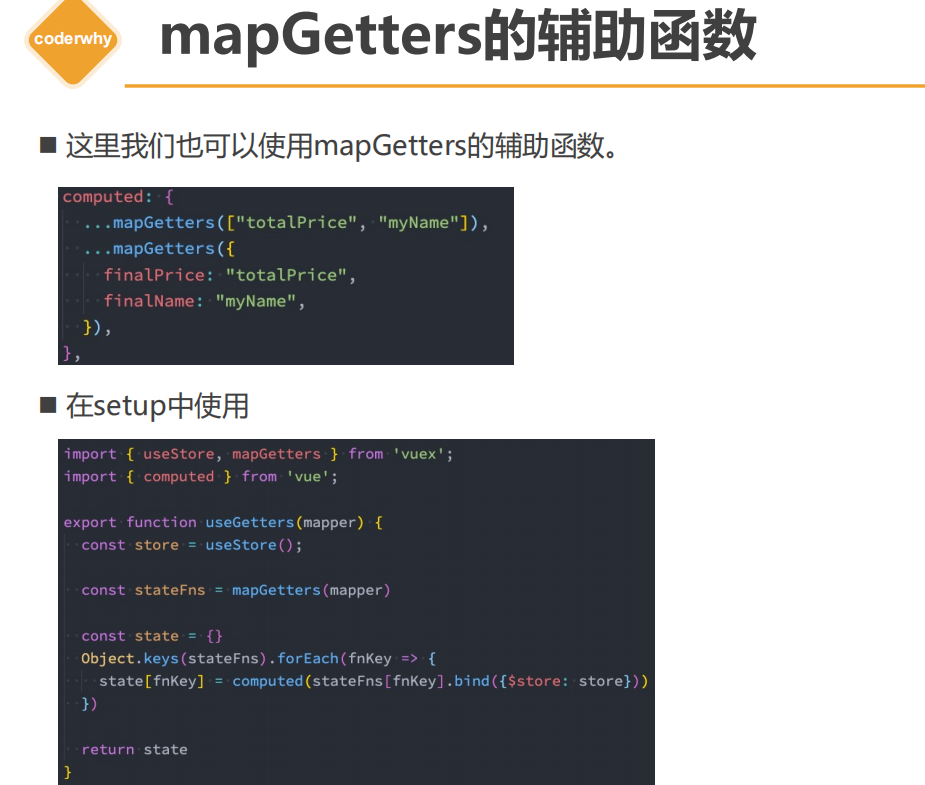 coderwhy
mapGetters的辅助函数
■ 这里我们也可以使用mapGetters的辅助函数。
computed: {
  ...mapGetters(["totalPrice", "myName"]),
  ...mapGetters({
    finalPrice: "totalPrice",
    finalName: "myName",
  }),
},
■ 在setup中使用
import { useStore, mapGetters } from 'vuex';
import { computed } from 'vue';
export function useGetters(mapper) {
  const store = useStore();
  const stateFns = mapGetters(mapper)
  const state = {}
  Object.keys(stateFns).forEach(fnKey => {
    state[fnKey] = computed(stateFns[fnKey].bind({$store: store}))
  })
  return state
}